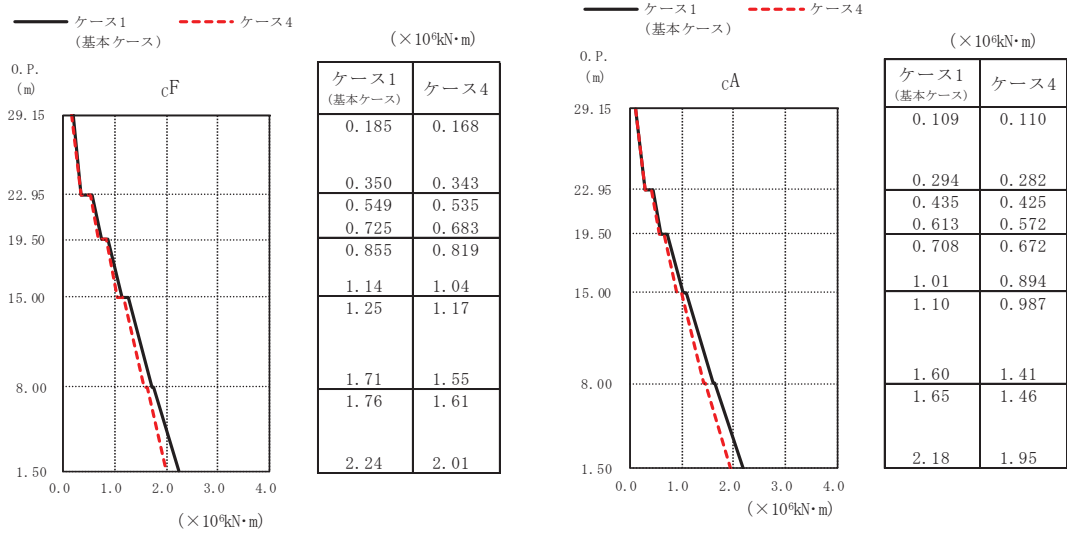 ケース1 ケース4
(基本ケース)
(×10⁶kN・m)
O.P.
(m)
cF
29.15
22.95
19.50
15.00
8.00
1.50
0.0 1.0 2.0 3.0 4.0
(×10⁶kN・m)
ケース1 ケース4
(基本ケース)
0.185 0.168
0.350 0.343
0.549 0.535
0.725 0.683
0.855 0.819
1.14 1.04
1.25 1.17
1.71 1.55
1.76 1.61
2.24 2.01
ケース1 ケース4
(基本ケース)
(×10⁶kN・m)
O.P.
(m)
cA
29.15
22.95
19.50
15.00
8.00
1.50
0.0 1.0 2.0 3.0 4.0
(×10⁶kN・m)
ケース1 ケース4
(基本ケース)
0.109 0.110
0.294 0.282
0.435 0.425
0.613 0.572
0.708 0.672
1.01 0.894
1.10 0.987
1.60 1.41
1.65 1.46
2.18 1.95